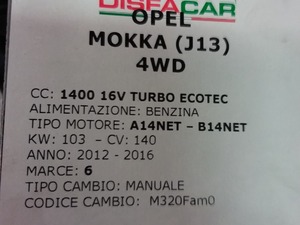 DISFACAR
OPEL
MOKKA (J13)
4WD
CC: 1400 16V TURBO ECOTEC
ALIMENTAZIONE: BENZINA
TIPO MOTORE: A14NET – B14NET
KW: 103 – CV: 140
ANNO: 2012 - 2016
MARCE: 6
TIPO CAMBIO: MANUALE
CODICE CAMBIO: M320Fam0